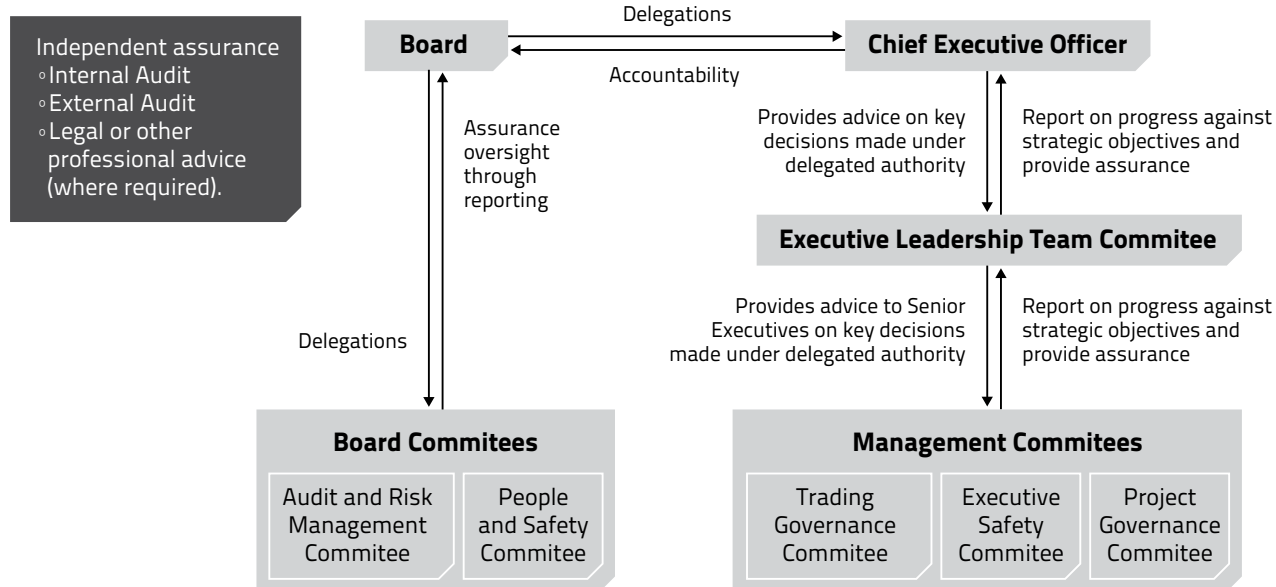 Independent assurance
○ Internal Audit
○ External Audit
○ Legal or other
professional advice
(where required).
Board
Delegations
Accountability
Chief Executive Officer
Assurance
oversight
through
reporting
Delegations
Provides advice on key
decisions made under
delegated authority
Report on progress against
strategic objectives and
provide assurance
Executive Leadership Team Commitee
Provides advice to Senior
Executives on key decisions
made under delegated authority
Report on progress against
strategic objectives and
provide assurance
Board Commitees
Audit and Risk
Management
Commitee
People
and Safety
Commitee
Management Commitees
Trading
Governance
Commitee
Executive
Safety
Commitee
Project
Governance
Commitee